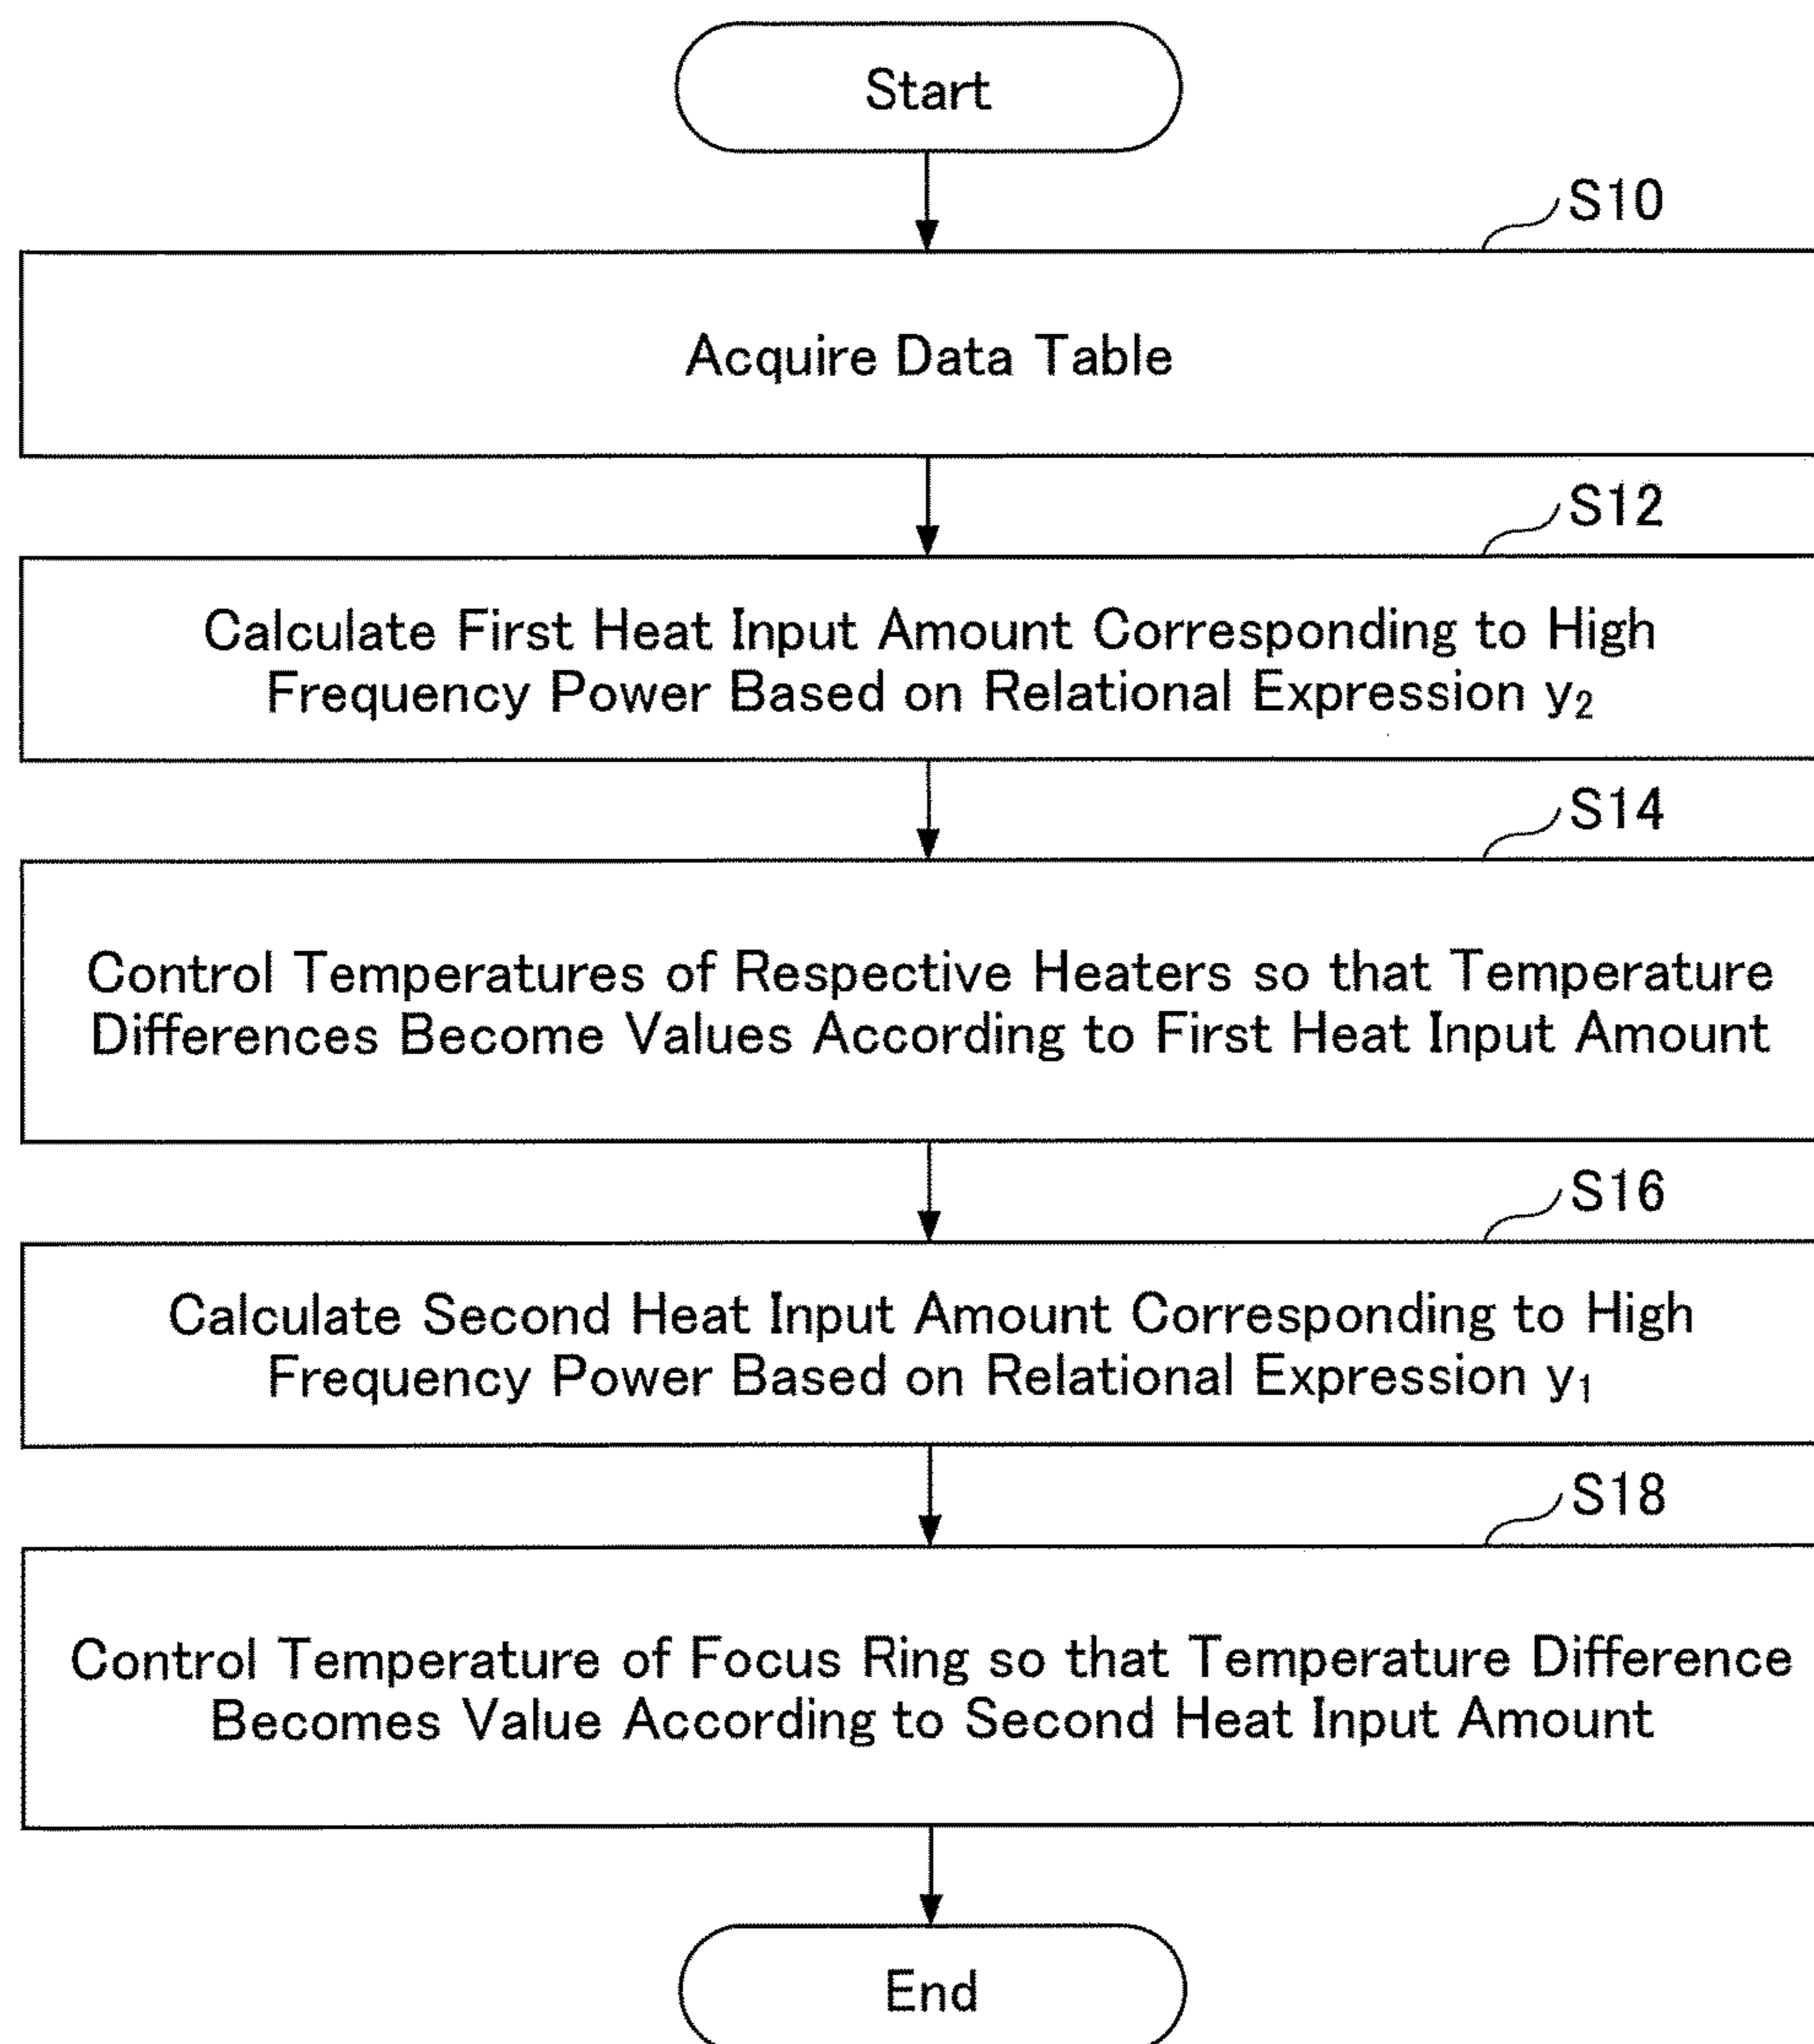 Start
S10
Acquire Data Table
S12
Calculate First Heat Input Amount Corresponding to High
Frequency Power Based on Relational Expression y₂
S14
Control Temperatures of Respective Heaters so that Temperature
Differences Become Values According to First Heat Input Amount
S16
Calculate Second Heat Input Amount Corresponding to High
Frequency Power Based on Relational Expression y₁
S18
Control Temperature of Focus Ring so that Temperature Difference
Becomes Value According to Second Heat Input Amount
End